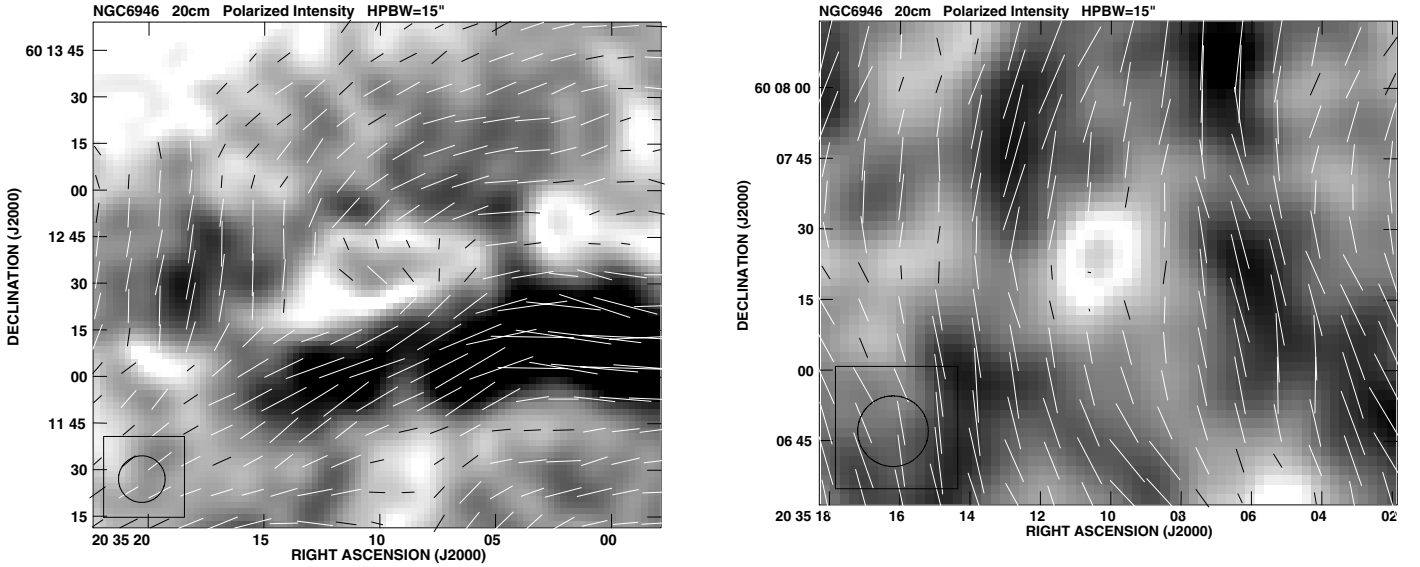 NGC6946 20cm Polarized Intensity HPBW=15"
DECLINATION (J2000)
60 13 45
30
15
00
12 45
30
15
00
11 45
30
15
20 35 20
15
10
05
00
RIGHT ASCENSION (J2000)
NGC6946 20cm Polarized Intensity HPBW=15"
DECLINATION (J2000)
60 08 00
07 45
30
15
00
06 45
20 35 18
16
14
12
10
08
06
04
02
RIGHT ASCENSION (J2000)